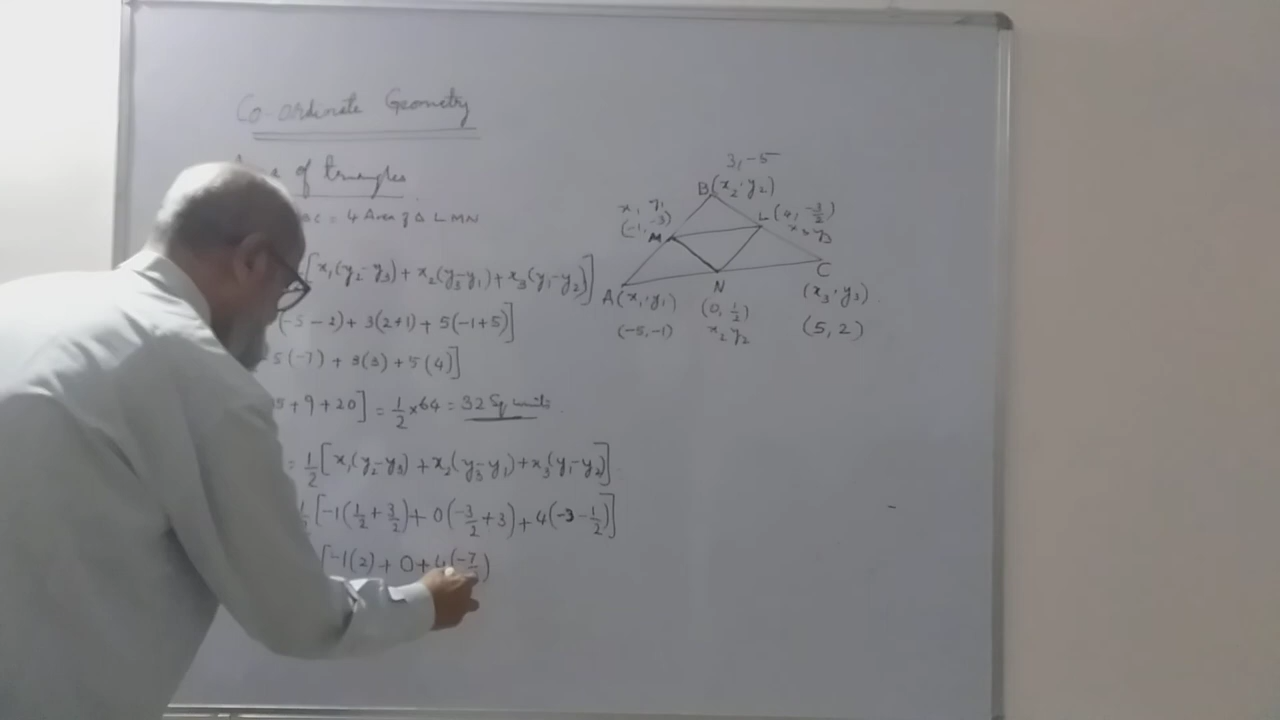 Co-ordinate Geometry
of triangles
= 4 Area of Δ LMN
[x₁(y₂-y₃)+x₂(y₃-y₁)+x₃(y₁-y₂)]
(-5-2)+3(2+1)+5(-1+5)]
5(-7)+3(3)+5(4)]
5+9+20] = 1/2 × 64 = 32 Sq units.
= 1/2 [x₁(y₂-y₃)+x₂(y₃-y₁)+x₃(y₁-y₂)]
[-1(1/2+3/2)+0(-3/2+3)+4(-3-1/2)]
[-1(2)+0+4(-7
3,-5
B(x₂,y₂)
x, y,
(-1,-3)
M
L(4,-3/2)
x₃ y₃
A(x₁,y₁)
(-5,-1)
N
(0,1/2)
x₂ y₂
C
(x₃,y₃)
(5,2)